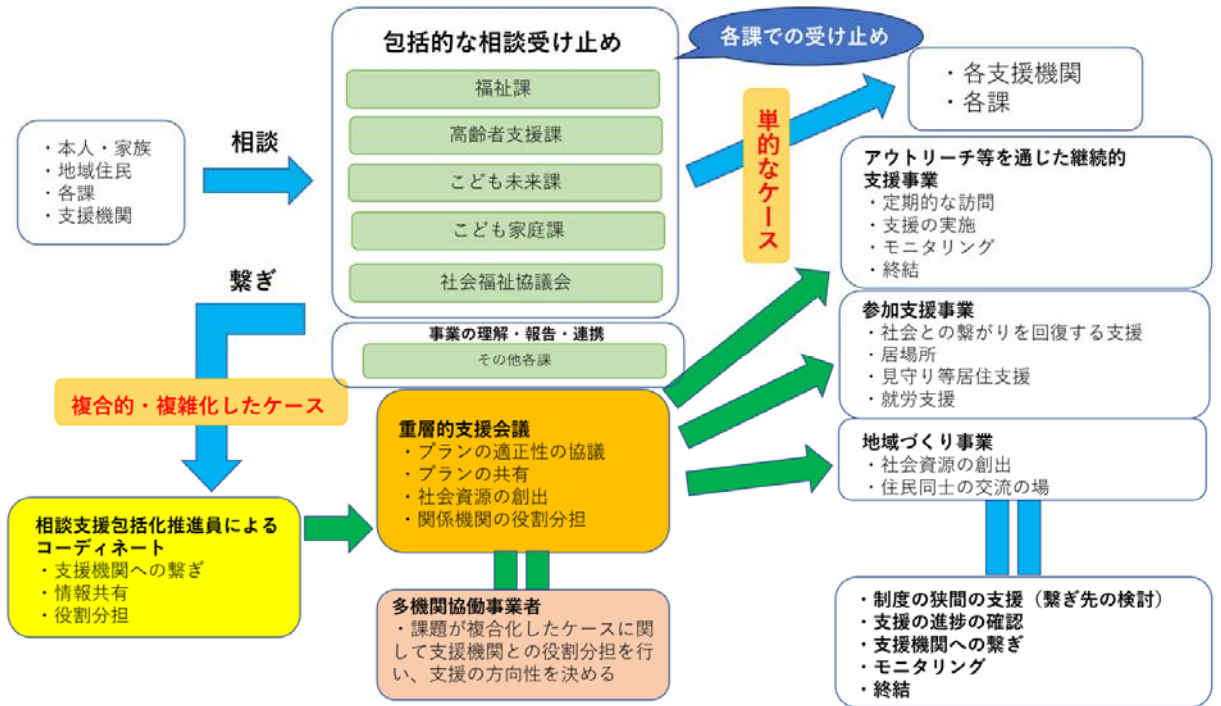 包括的な相談受け止め
福祉課
高齢者支援課
こども未来課
こども家庭課
社会福祉協議会
各課での受け止め
・各支援機関
・各課
・本人・家族
・地域住民
・各課
・支援機関
相談
単的なケース
アウトリーチ等を通じた継続的
支援事業
・定期的な訪問
・支援の実施
・モニタリング
・終結
繋ぎ
事業の理解・報告・連携
その他各課
参加支援事業
・社会との繋がりを回復する支援
・居場所
・見守り等居住支援
・就労支援
複合的・複雑化したケース
重層的支援会議
・プランの適正性の協議
・プランの共有
・社会資源の創出
・関係機関の役割分担
地域づくり事業
・社会資源の創出
・住民同士の交流の場
相談支援包括化推進員による
コーディネート
・支援機関への繋ぎ
・情報共有
・役割分担
多機関協働事業者
・課題が複合化したケースに関
して支援機関との役割分担を行
い、支援の方向性を決める
・制度の狭間の支援（繋ぎ先の検討）
・支援の進捗の確認
・支援機関への繋ぎ
・モニタリング
・終結